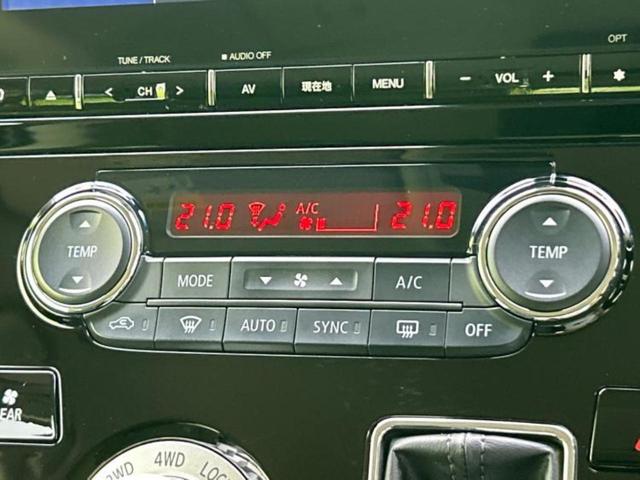 TUNE / TRACK
AUDIO OFF
OPT
< CH >
AV
現在地
MENU
− VOL +
21.0
A/C
21.0
TEMP
TEMP
MODE
A/C
AUTO
SYNC
OFF
4WD
LOC